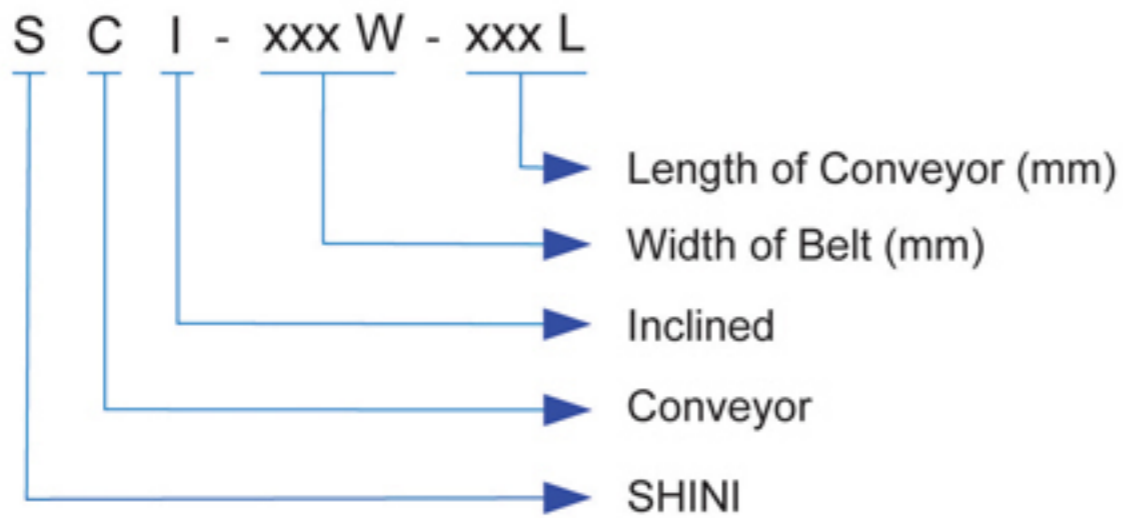 S C I - xxx W - xxx L
Length of Conveyor (mm)
Width of Belt (mm)
Inclined
Conveyor
SHINI